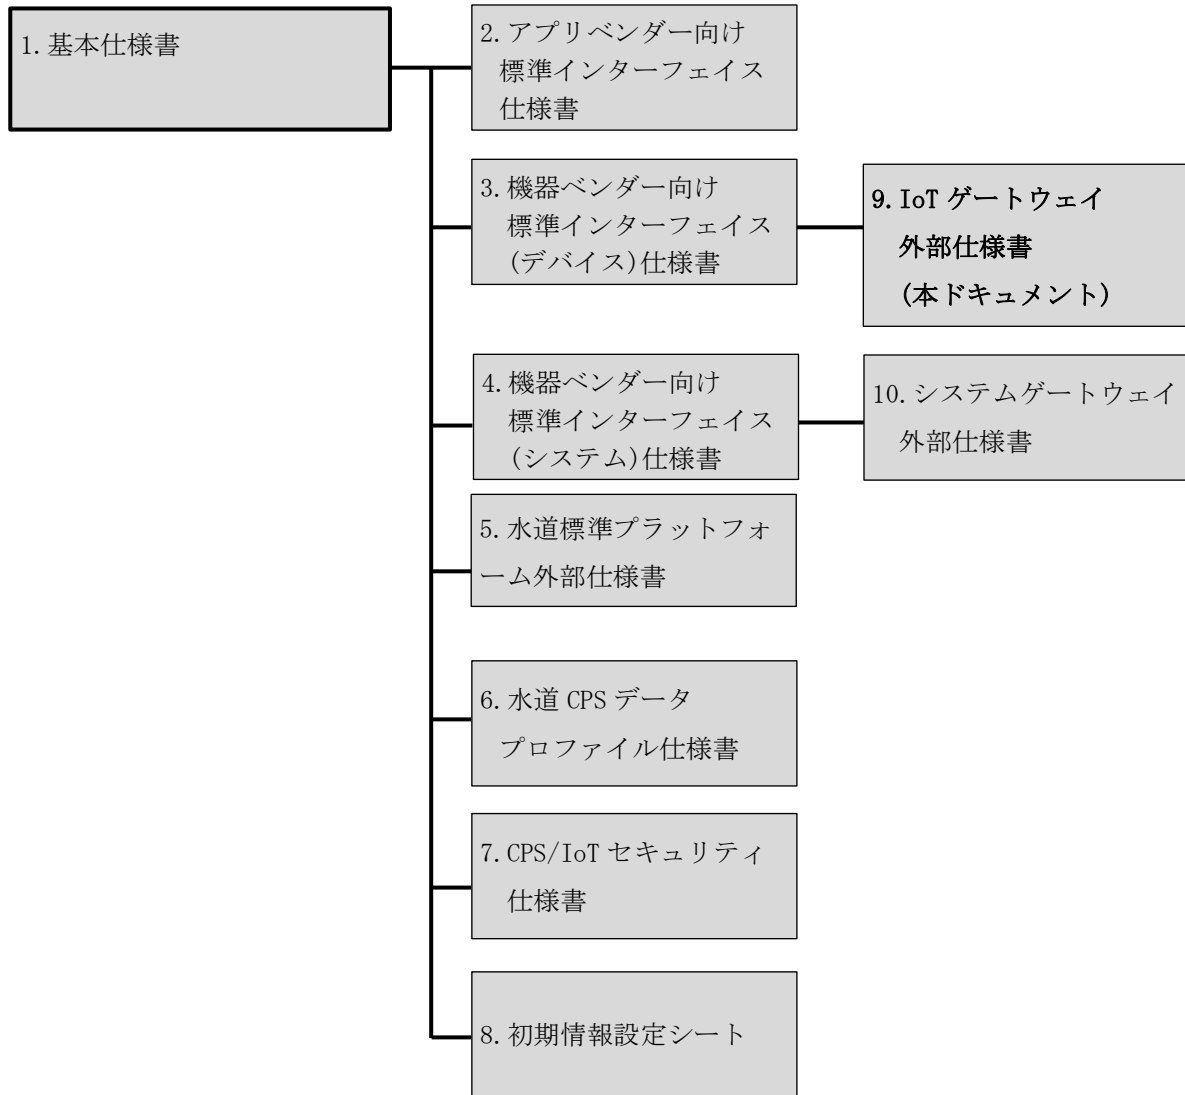 1.基本仕様書
2.アプリベンダー向け
標準インターフェイス
仕様書
3.機器ベンダー向け
標準インターフェイス
(デバイス)仕様書
9.IoT ゲートウェイ
外部仕様書
(本ドキュメント)
4.機器ベンダー向け
標準インターフェイス
(システム)仕様書
10.システムゲートウェイ
外部仕様書
5.水道標準プラットフォ
ーム外部仕様書
6.水道 CPS データ
プロファイル仕様書
7.CPS/IoT セキュリティ
仕様書
8.初期情報設定シート